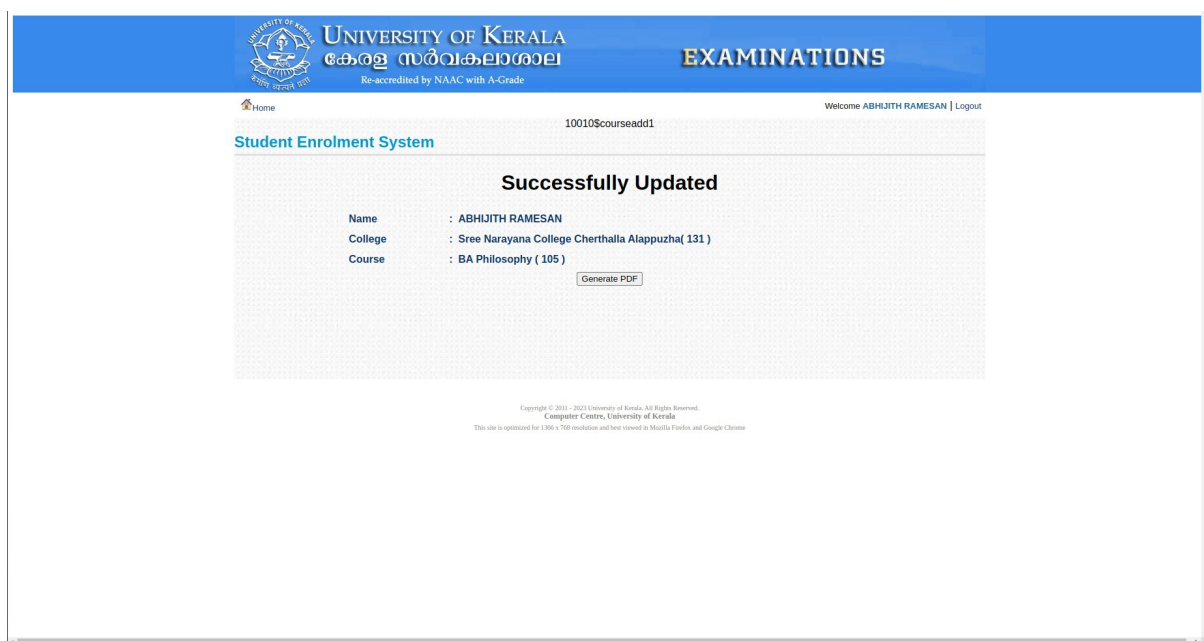 UNIVERSITY OF KERALA
കേരള സർവകലാശാല
Re-accredited by NAAC with A-Grade
EXAMINATIONS
Home
Welcome ABHIJITH RAMESAN | Logout
10010$courseadd1
Student Enrolment System
Successfully Updated
Name : ABHIJITH RAMESAN
College : Sree Narayana College Cherthalla Alappuzha( 131 )
Course : BA Philosophy ( 105 )
Generate PDF
Copyright © 2011 - 2023 University of Kerala. All Rights Reserved.
Computer Centre, University of Kerala
This site is optimized for 1366 x 768 resolution and best viewed in Mozilla Firefox and Google Chrome